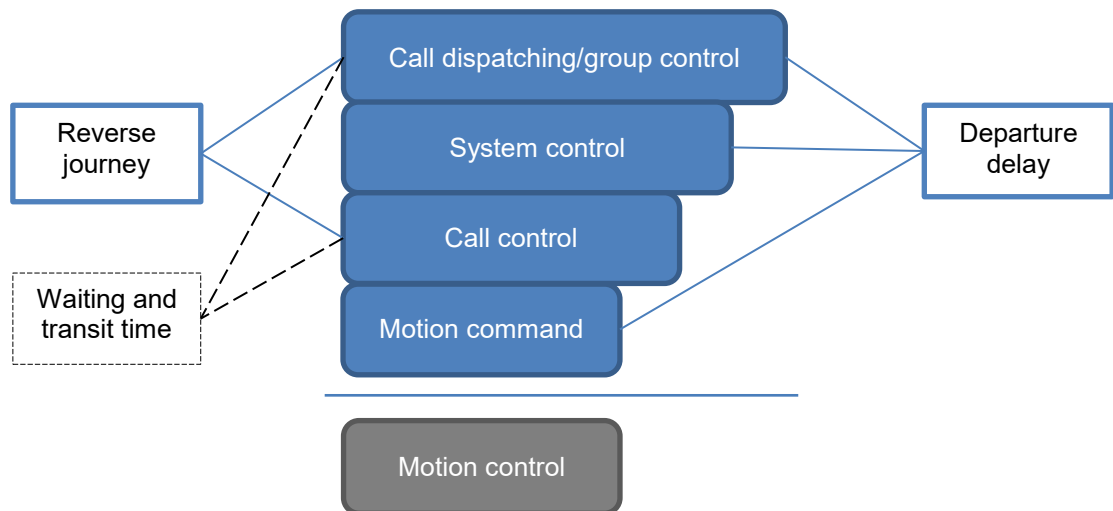 Call dispatching/group control
Reverse
journey
System control
Departure
delay
Call control
Waiting and
transit time
Motion command
Motion control